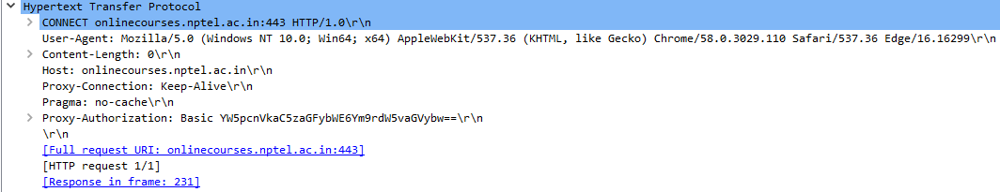 Hypertext Transfer Protocol
CONNECT onlinecourses.nptel.ac.in:443 HTTP/1.0\r\n
User-Agent: Mozilla/5.0 (Windows NT 10.0; Win64; x64) AppleWebKit/537.36 (KHTML, like Gecko) Chrome/58.0.3029.110 Safari/537.36 Edge/16.16299\r\n
Content-Length: 0\r\n
Host: onlinecourses.nptel.ac.in\r\n
Proxy-Connection: Keep-Alive\r\n
Pragma: no-cache\r\n
Proxy-Authorization: Basic YW5pcnVkaC5zaGFybWE6Ym9rdW5vaGVybw==\r\n
\r\n
[Full request URI: onlinecourses.nptel.ac.in:443]
[HTTP request 1/1]
[Response in frame: 231]